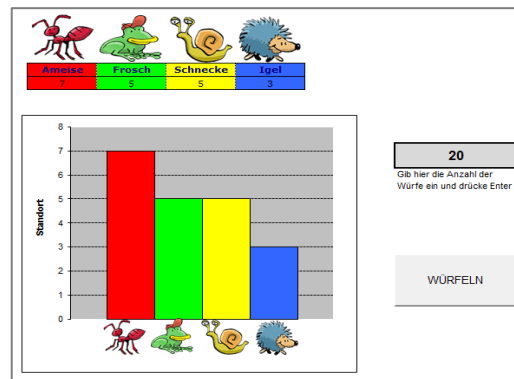 Ameise Frosch Schnecke Igel
7 5 5 3
8
7
6
5
4
3
2
1
0
Standort
20
Gib hier die Anzahl der
Würfe ein und drücke Enter
WÜRFELN